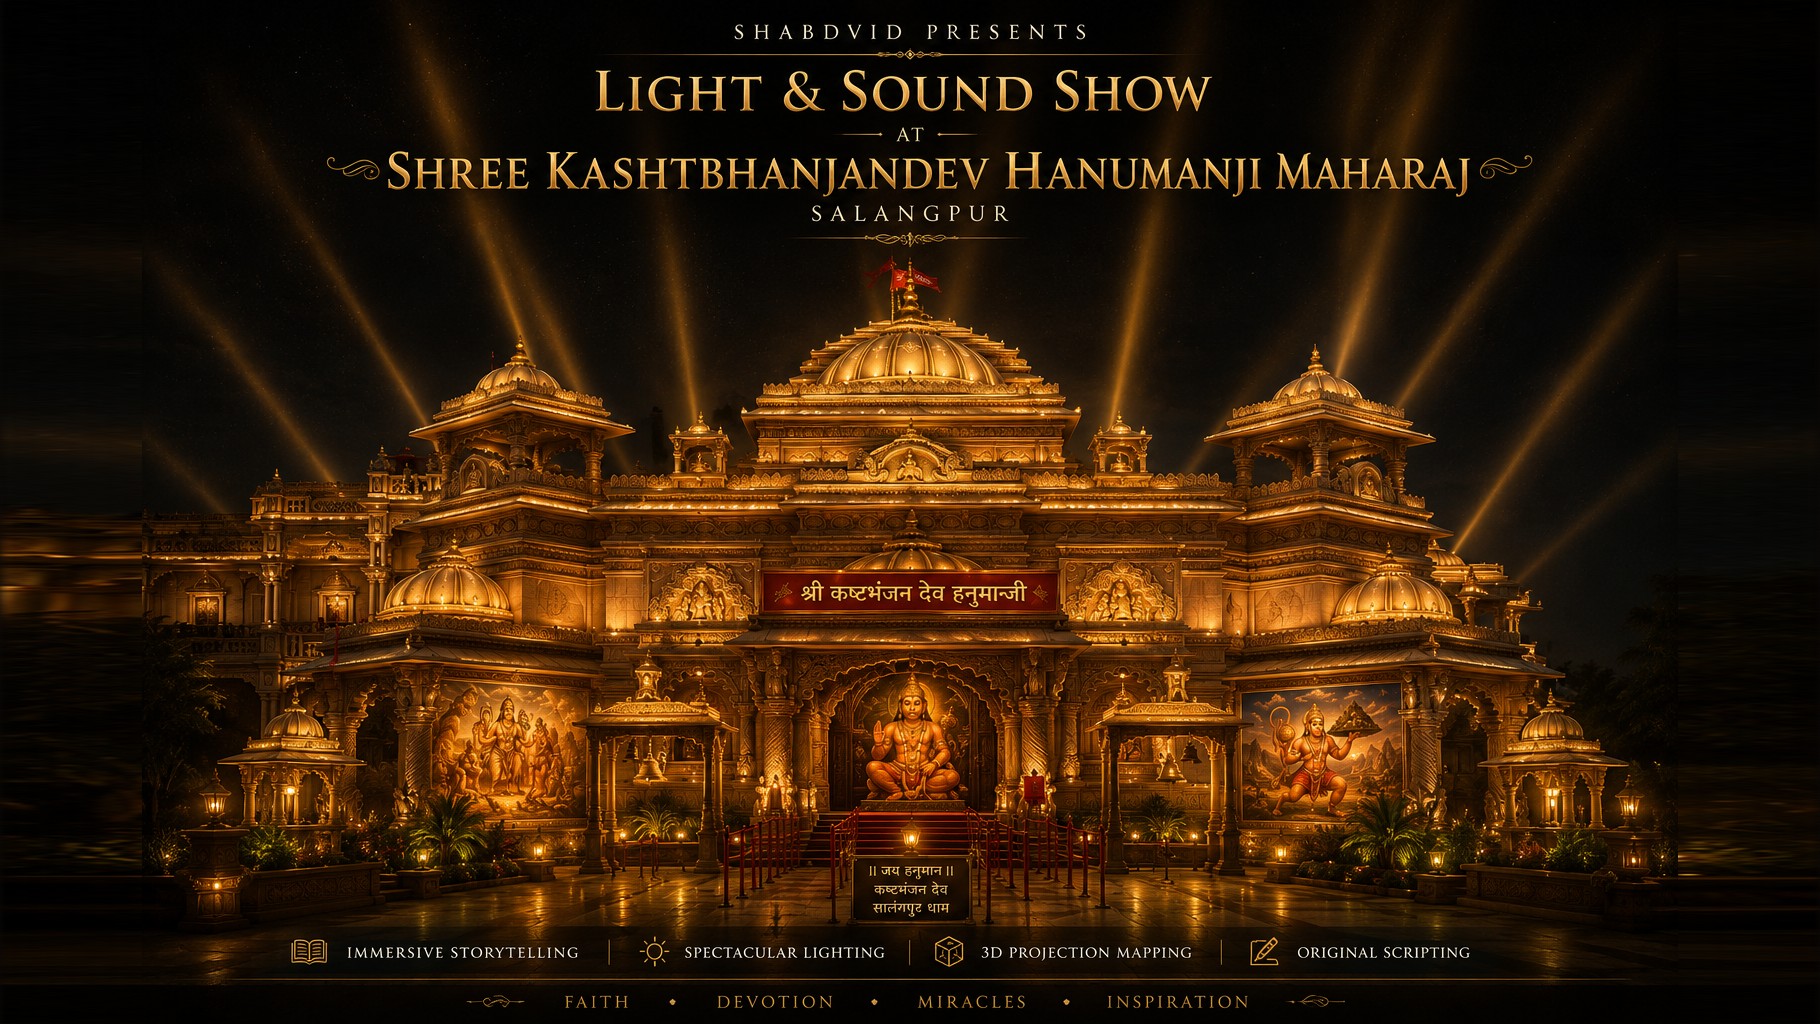 SHABDVID PRESENTS
LIGHT & SOUND SHOW
AT
SHREE KASHTBHANJANDEV HANUMANJI MAHARAJ
SALANGPUR
श्री कष्टभंजन देव हनुमानजी
॥ जय हनुमान ॥
कष्टभंजन देव
सालंगपुट धाम
IMMERSIVE STORYTELLING
SPECTACULAR LIGHTING
3D PROJECTION MAPPING
ORIGINAL SCRIPTING
FAITH • DEVOTION • MIRACLES • INSPIRATION